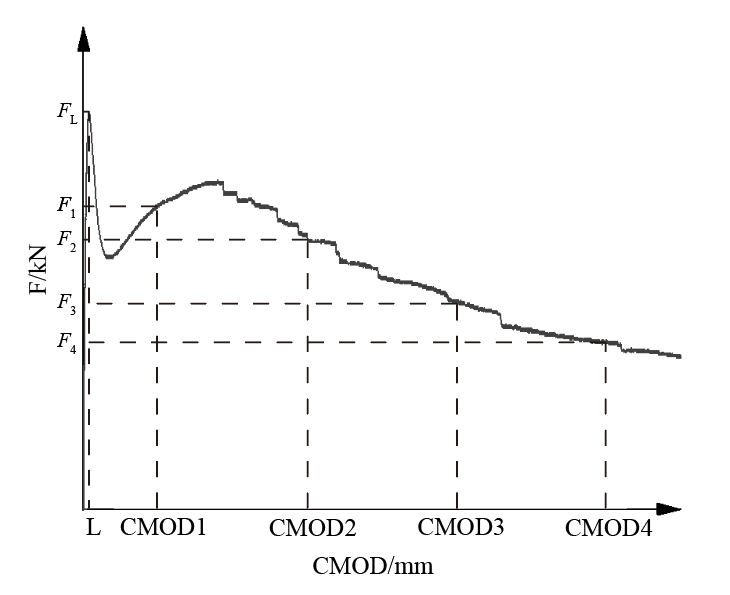 F_L
F_1
F_2
F_3
F_4
F/kN
L CMOD1 CMOD2 CMOD3 CMOD4
CMOD/mm